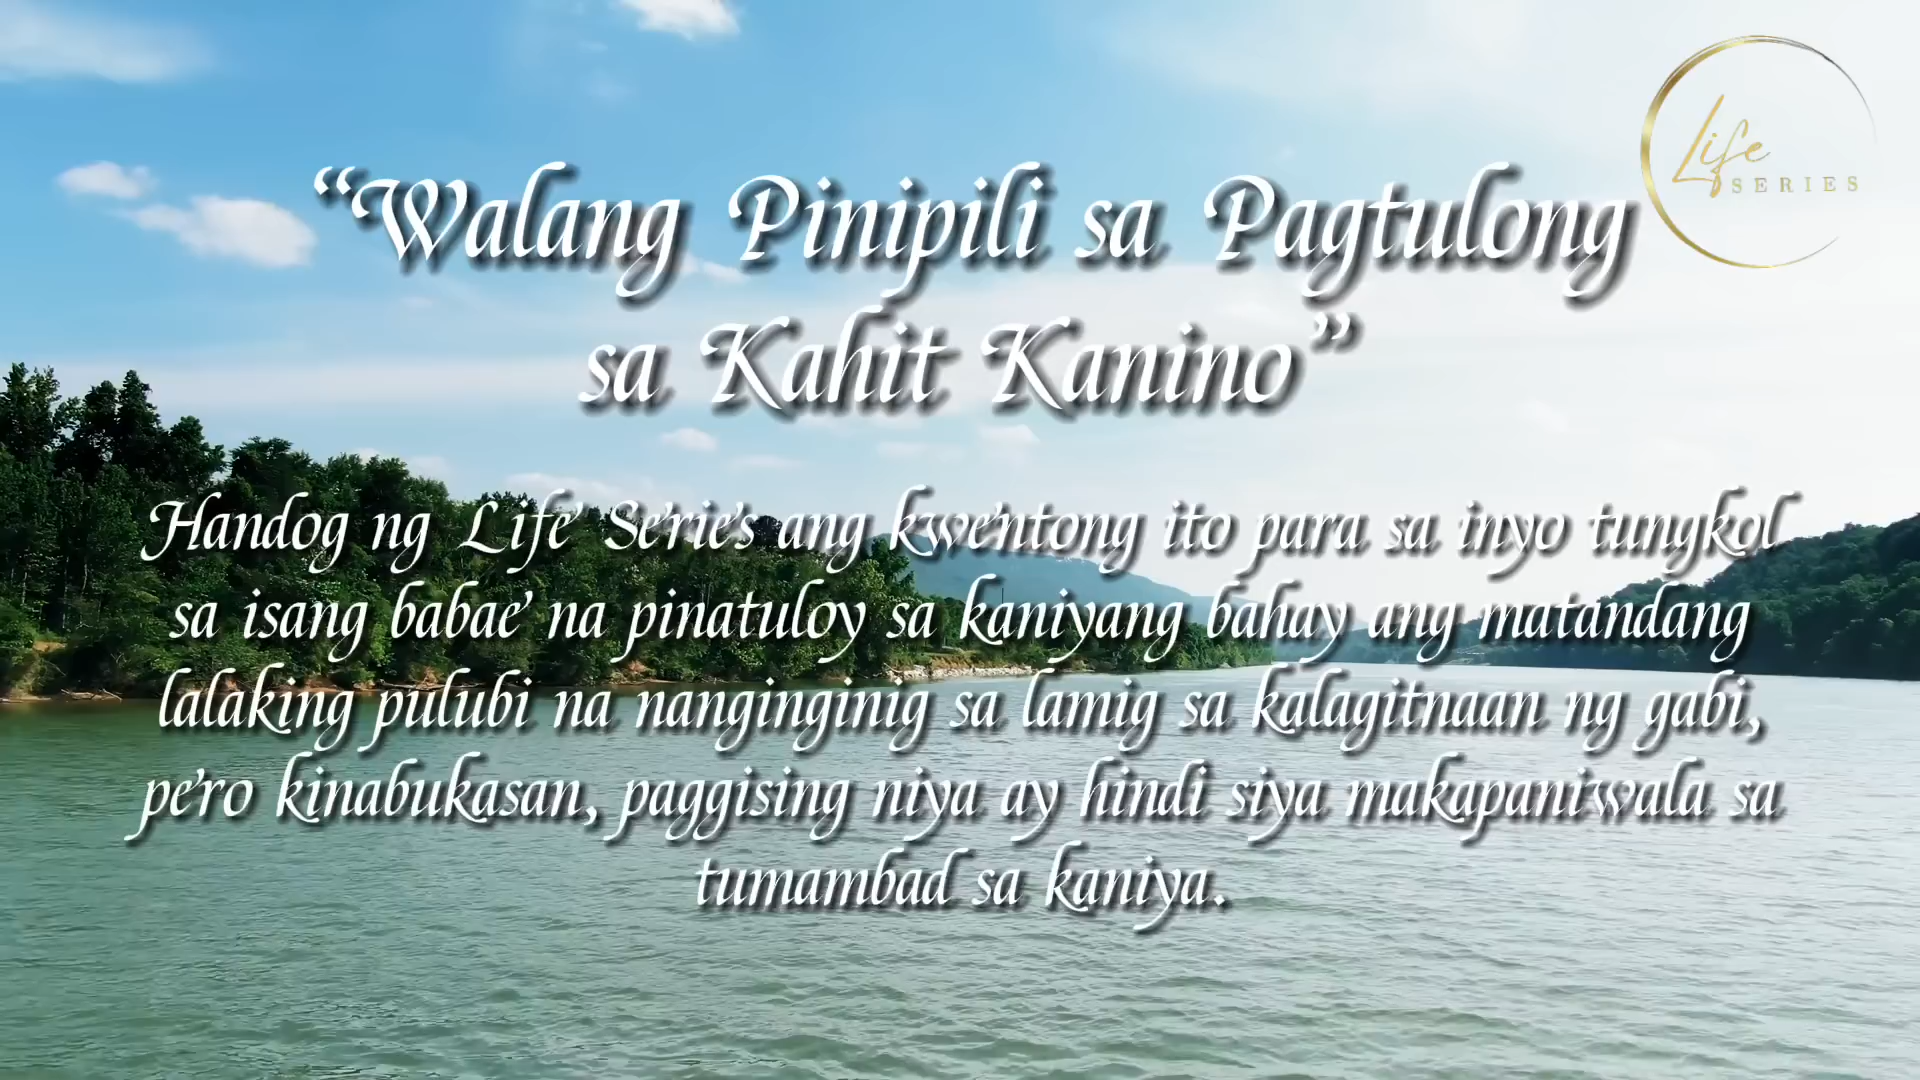 “Walang Pinipili sa Pagtulong
sa Kahit Kanino”
Handog ng Life Series ang kwentong ito para sa inyo tungkol
sa isang babae na pinatuloy sa kaniyang bahay ang matandang
lalaking pulubi na nanginginig sa lamig sa kalagitnaan ng gabi,
pero kinabukasan, paggising niya ay hindi siya makapaniwala sa
tumambad sa kaniya.
Life
SERIES